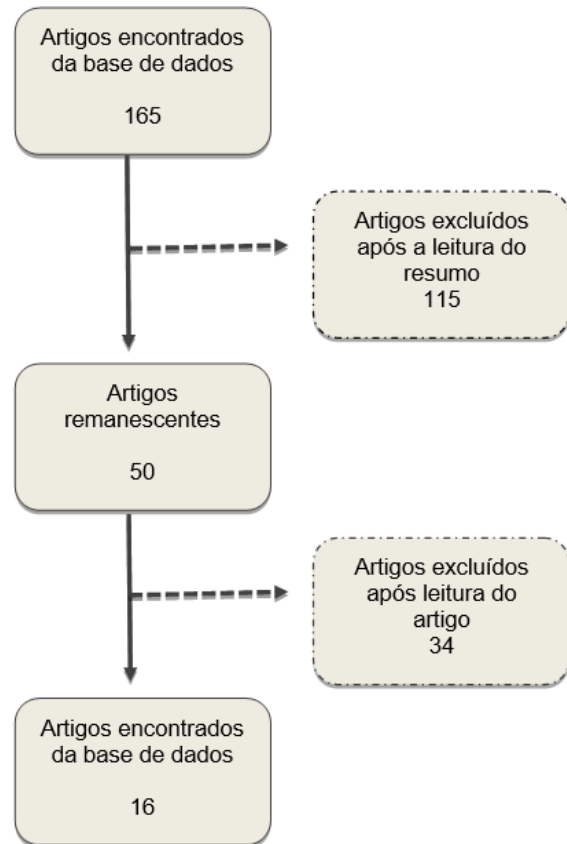 Artigos encontrados
da base de dados
165
Artigos excluídos
após a leitura do
resumo
115
Artigos
remanescentes
50
Artigos excluídos
após leitura do
artigo
34
Artigos encontrados
da base de dados
16